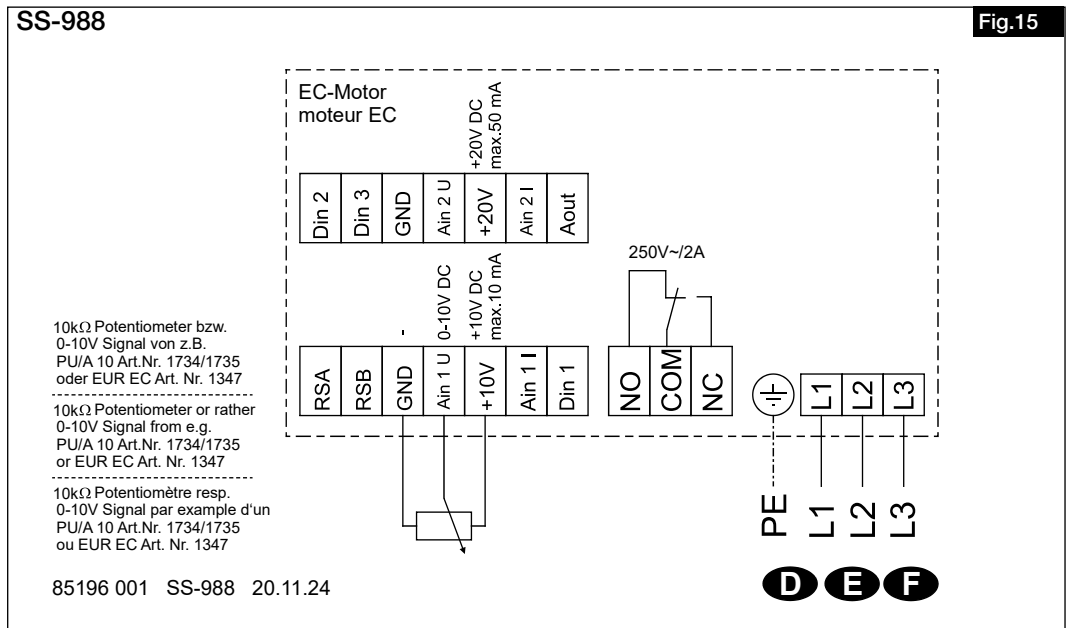 SS-988
Fig.15
EC-Motor
moteur EC
+20V DC
max.50 mA
Din 2
Din 3
GND
Ain 2 U
+20V
Ain 2 I
Aout
250V~/2A
-
0-10V DC
+10V DC
max.10 mA
RSA
RSB
GND
Ain 1 U
+10V
Ain 1 I
Din 1
NO
COM
NC
L1
L2
L3
10kΩ Potentiometer bzw.
0-10V Signal von z.B.
PU/A 10 Art.Nr. 1734/1735
oder EUR EC Art. Nr. 1347
10kΩ Potentiometer or rather
0-10V Signal from e.g.
PU/A 10 Art.Nr. 1734/1735
or EUR EC Art. Nr. 1347
10kΩ Potentiomètre resp.
0-10V Signal par example d'un
PU/A 10 Art.Nr. 1734/1735
ou EUR EC Art. Nr. 1347
PE
L1
L2
L3
85196 001 SS-988 20.11.24
D E F